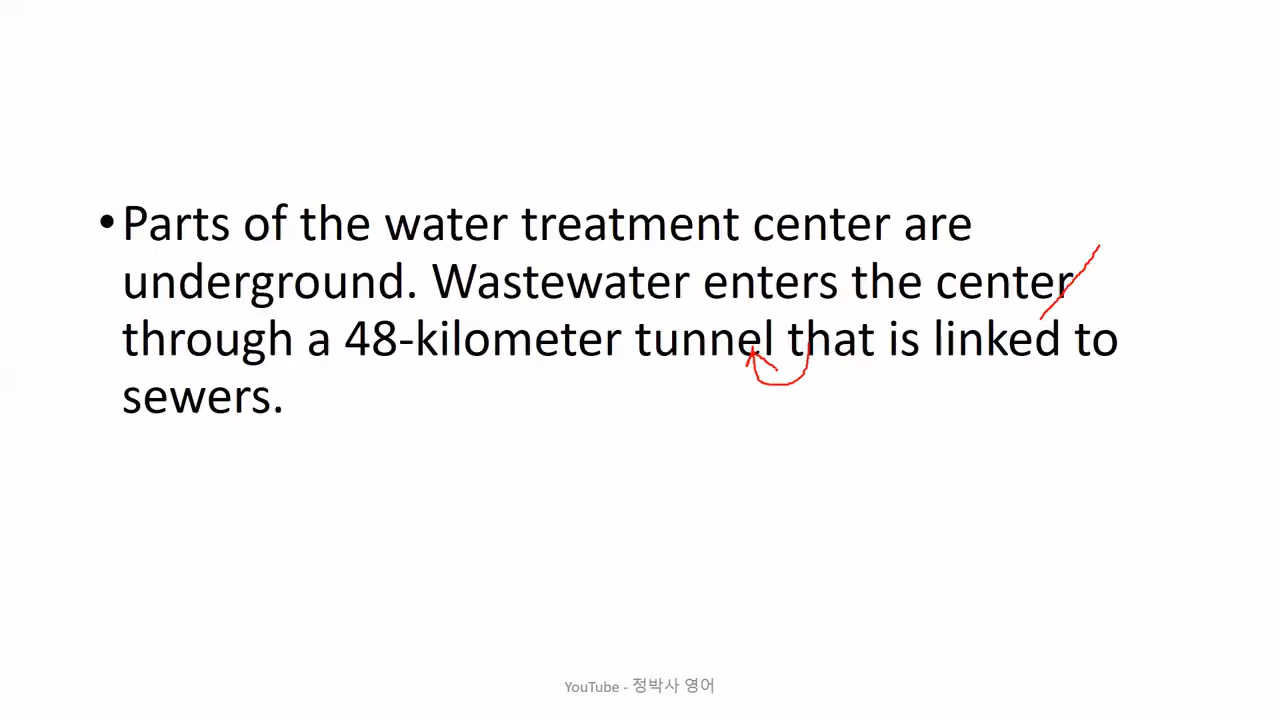 •Parts of the water treatment center are
underground. Wastewater enters the center
through a 48-kilometer tunnel that is linked to
sewers.
YouTube - 정박사 영어